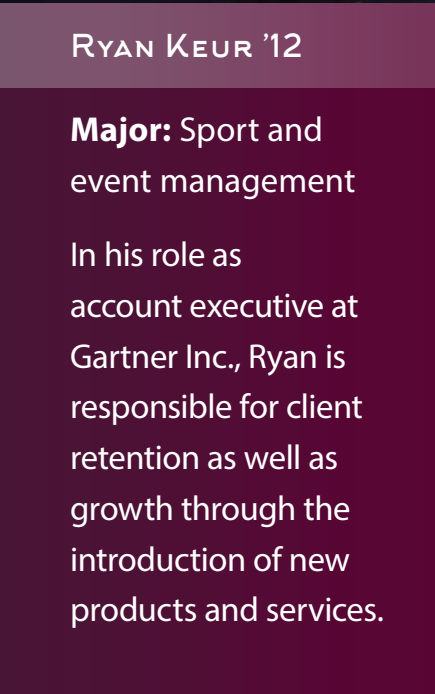 Ryan Keur ’12
Major: Sport and
event management
In his role as
account executive at
Gartner Inc., Ryan is
responsible for client
retention as well as
growth through the
introduction of new
products and services.